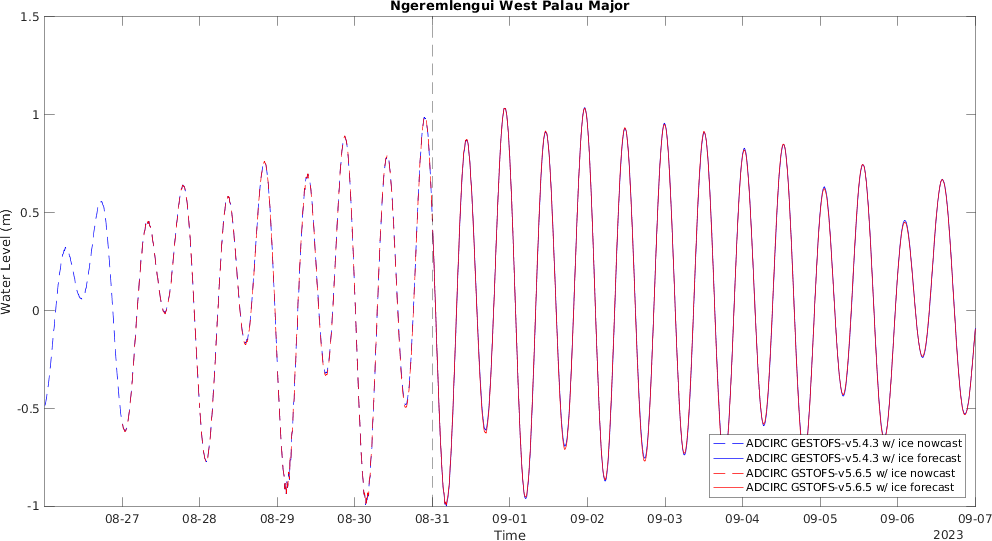 Ngeremlengui West Palau Major
Water Level (m)
1.5
1
0.5
0
-0.5
-1
08-27 08-28 08-29 08-30 08-31 09-01 09-02 09-03 09-04 09-05 09-06 09-07
Time
2023
ADCIRC GESTOFS-v5.4.3 w/ ice nowcast
ADCIRC GESTOFS-v5.4.3 w/ ice forecast
ADCIRC GSTOFS-v5.6.5 w/ ice nowcast
ADCIRC GSTOFS-v5.6.5 w/ ice forecast